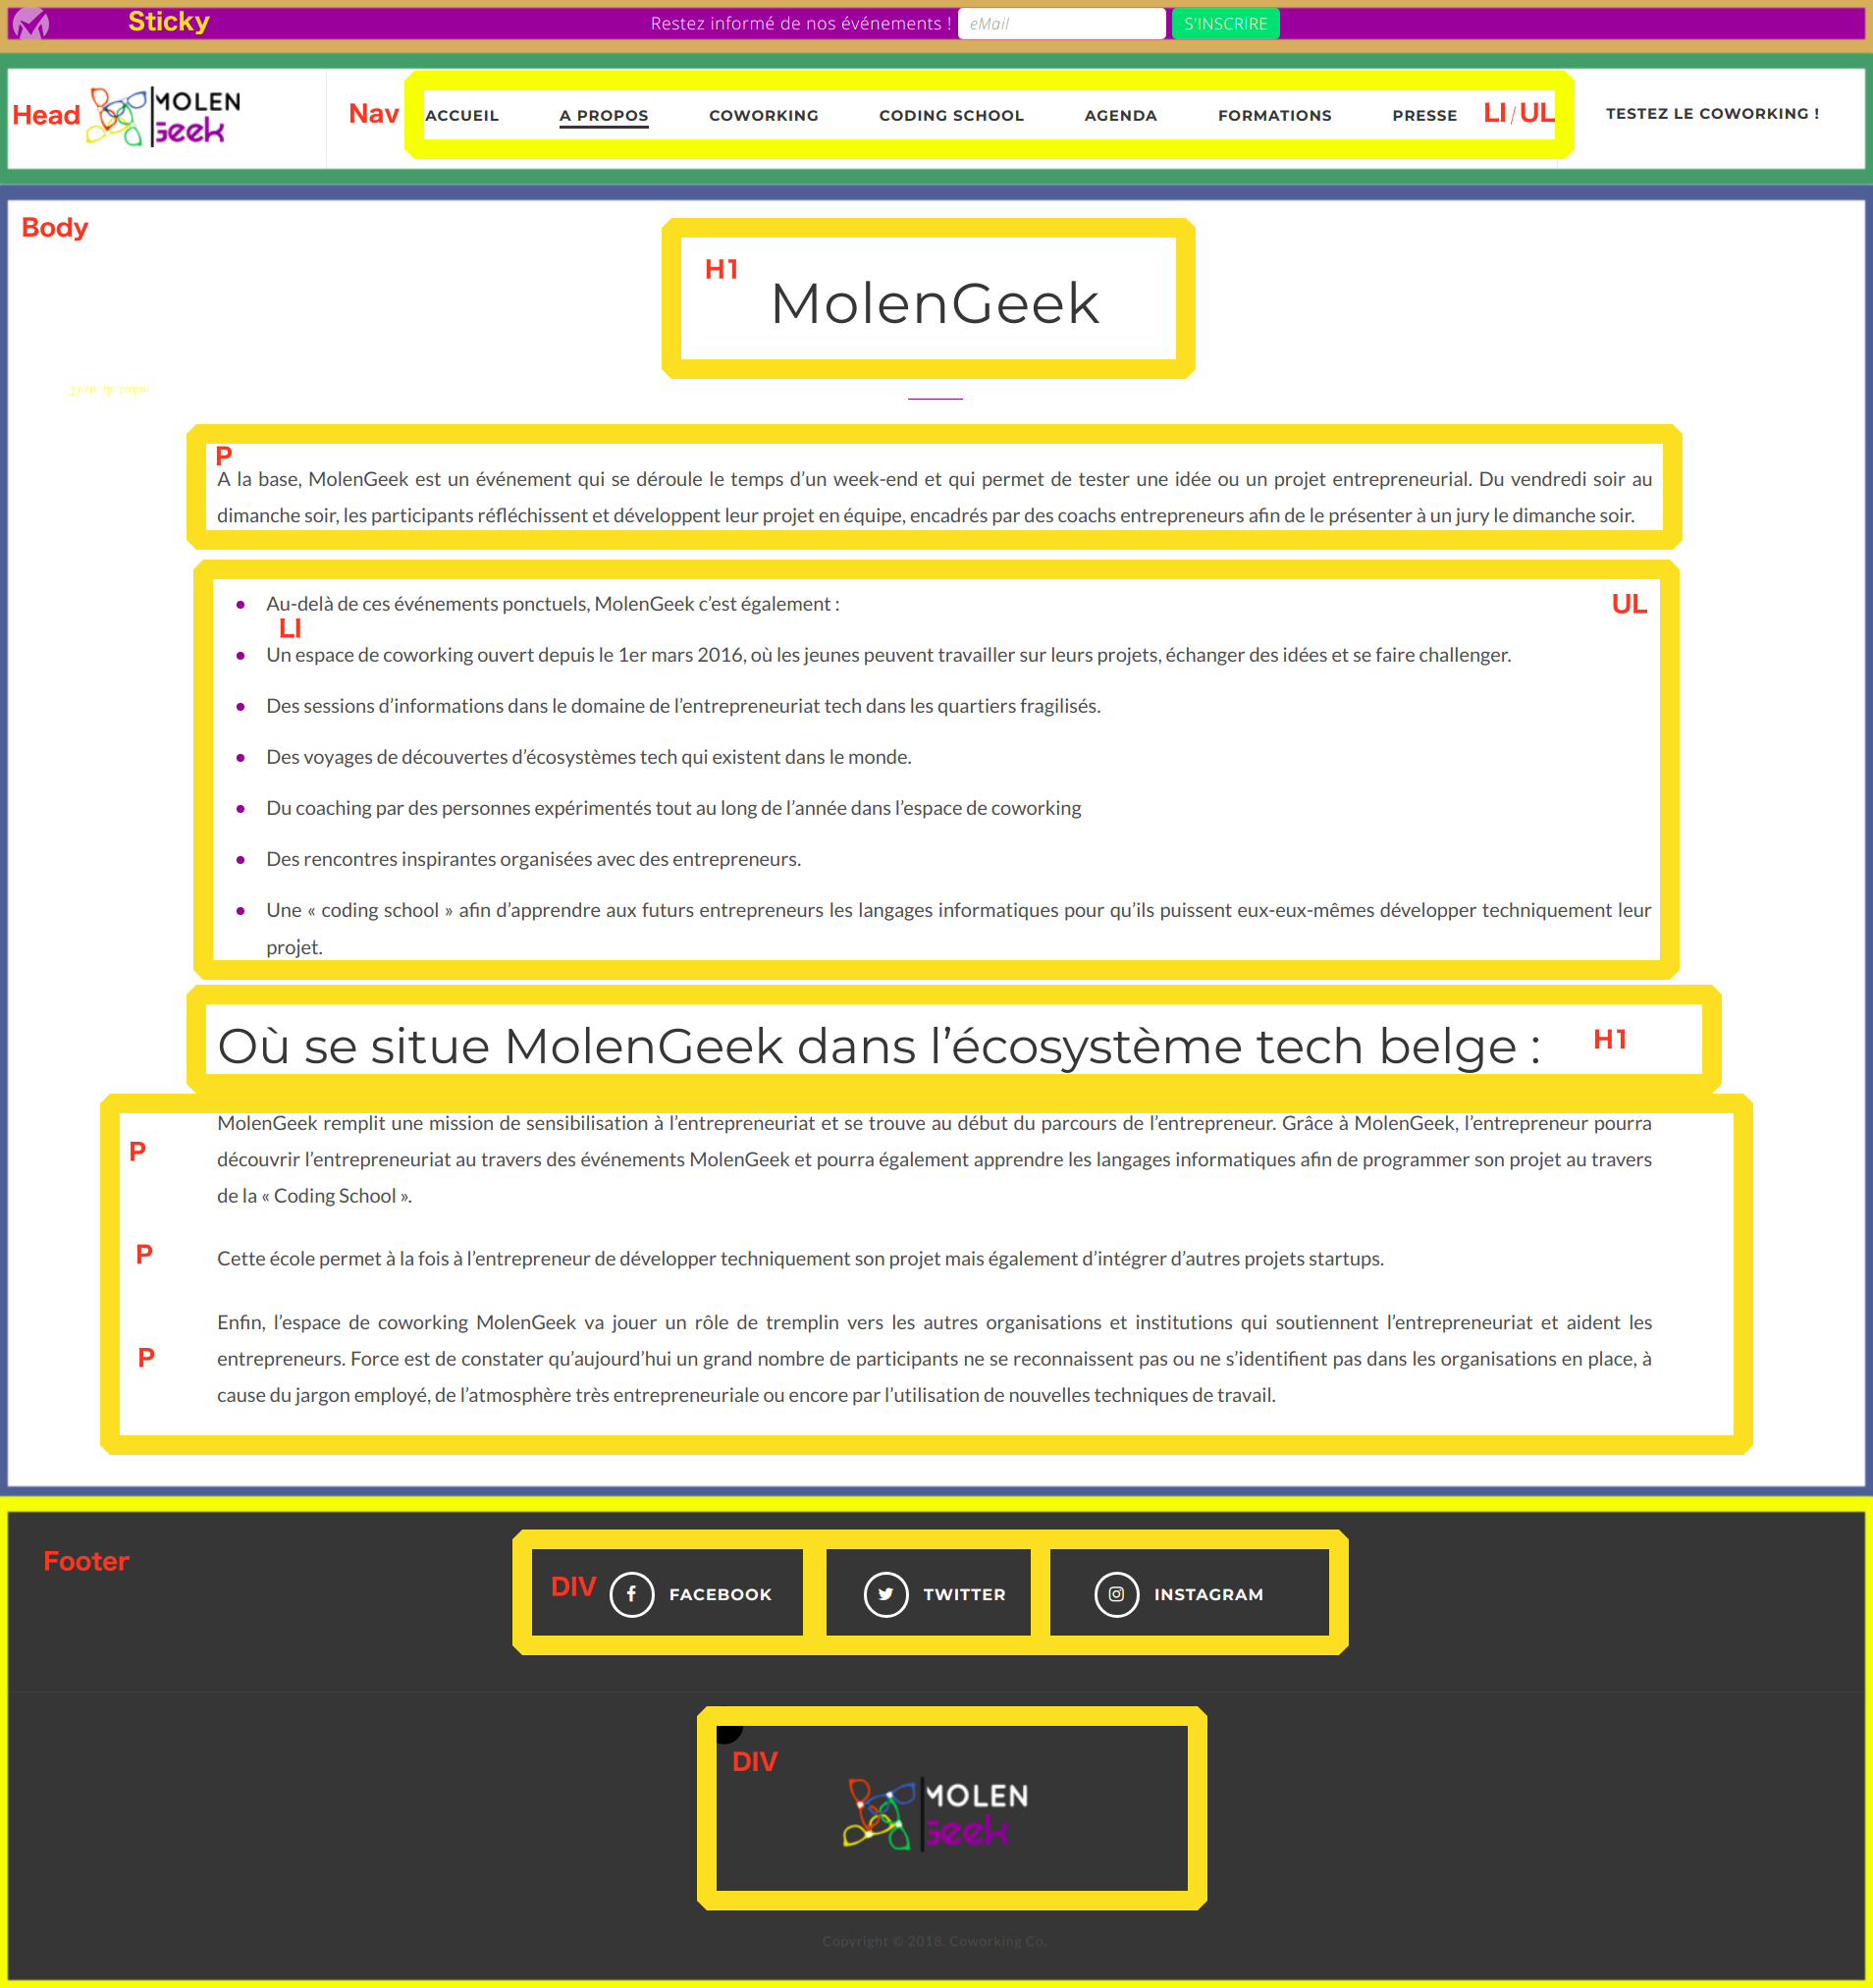 Sticky
Restez informé de nos événements !
eMail
S'INSCRIRE
Head
MOLEN
Geek
Nav
ACCUEIL
A PROPOS
COWORKING
CODING SCHOOL
AGENDA
FORMATIONS
PRESSE
LI / UL
TESTEZ LE COWORKING !
Body
H1
MolenGeek
P
A la base, MolenGeek est un événement qui se déroule le temps d’un week-end et qui permet de tester une idée ou un projet entrepreneurial. Du vendredi soir au
dimanche soir, les participants réfléchissent et développent leur projet en équipe, encadrés par des coachs entrepreneurs afin de le présenter à un jury le dimanche soir.
Au-delà de ces événements ponctuels, MolenGeek c’est également :
UL
LI
Un espace de coworking ouvert depuis le 1er mars 2016, où les jeunes peuvent travailler sur leurs projets, échanger des idées et se faire challenger.
Des sessions d’informations dans le domaine de l’entrepreneuriat tech dans les quartiers fragilisés.
Des voyages de découvertes d’écosystèmes tech qui existent dans le monde.
Du coaching par des personnes expérimentés tout au long de l’année dans l’espace de coworking
Des rencontres inspirantes organisées avec des entrepreneurs.
Une « coding school » afin d’apprendre aux futurs entrepreneurs les langages informatiques pour qu’ils puissent eux-eux-mêmes développer techniquement leur
projet.
Où se situe MolenGeek dans l’écosystème tech belge :
H1
MolenGeek remplit une mission de sensibilisation à l’entrepreneuriat et se trouve au début du parcours de l’entrepreneur. Grâce à MolenGeek, l’entrepreneur pourra
P
découvrir l’entrepreneuriat au travers des événements MolenGeek et pourra également apprendre les langages informatiques afin de programmer son projet au travers
de la « Coding School ».
P
Cette école permet à la fois à l’entrepreneur de développer techniquement son projet mais également d’intégrer d’autres projets startups.
Enfin, l’espace de coworking MolenGeek va jouer un rôle de tremplin vers les autres organisations et institutions qui soutiennent l’entrepreneuriat et aident les
P
entrepreneurs. Force est de constater qu’aujourd’hui un grand nombre de participants ne se reconnaissent pas ou ne s’identifient pas dans les organisations en place, à
cause du jargon employé, de l’atmosphère très entrepreneuriale ou encore par l’utilisation de nouvelles techniques de travail.
Footer
DIV
FACEBOOK
TWITTER
INSTAGRAM
DIV
MOLEN
Geek
Copyright © 2018. Coworking Co.